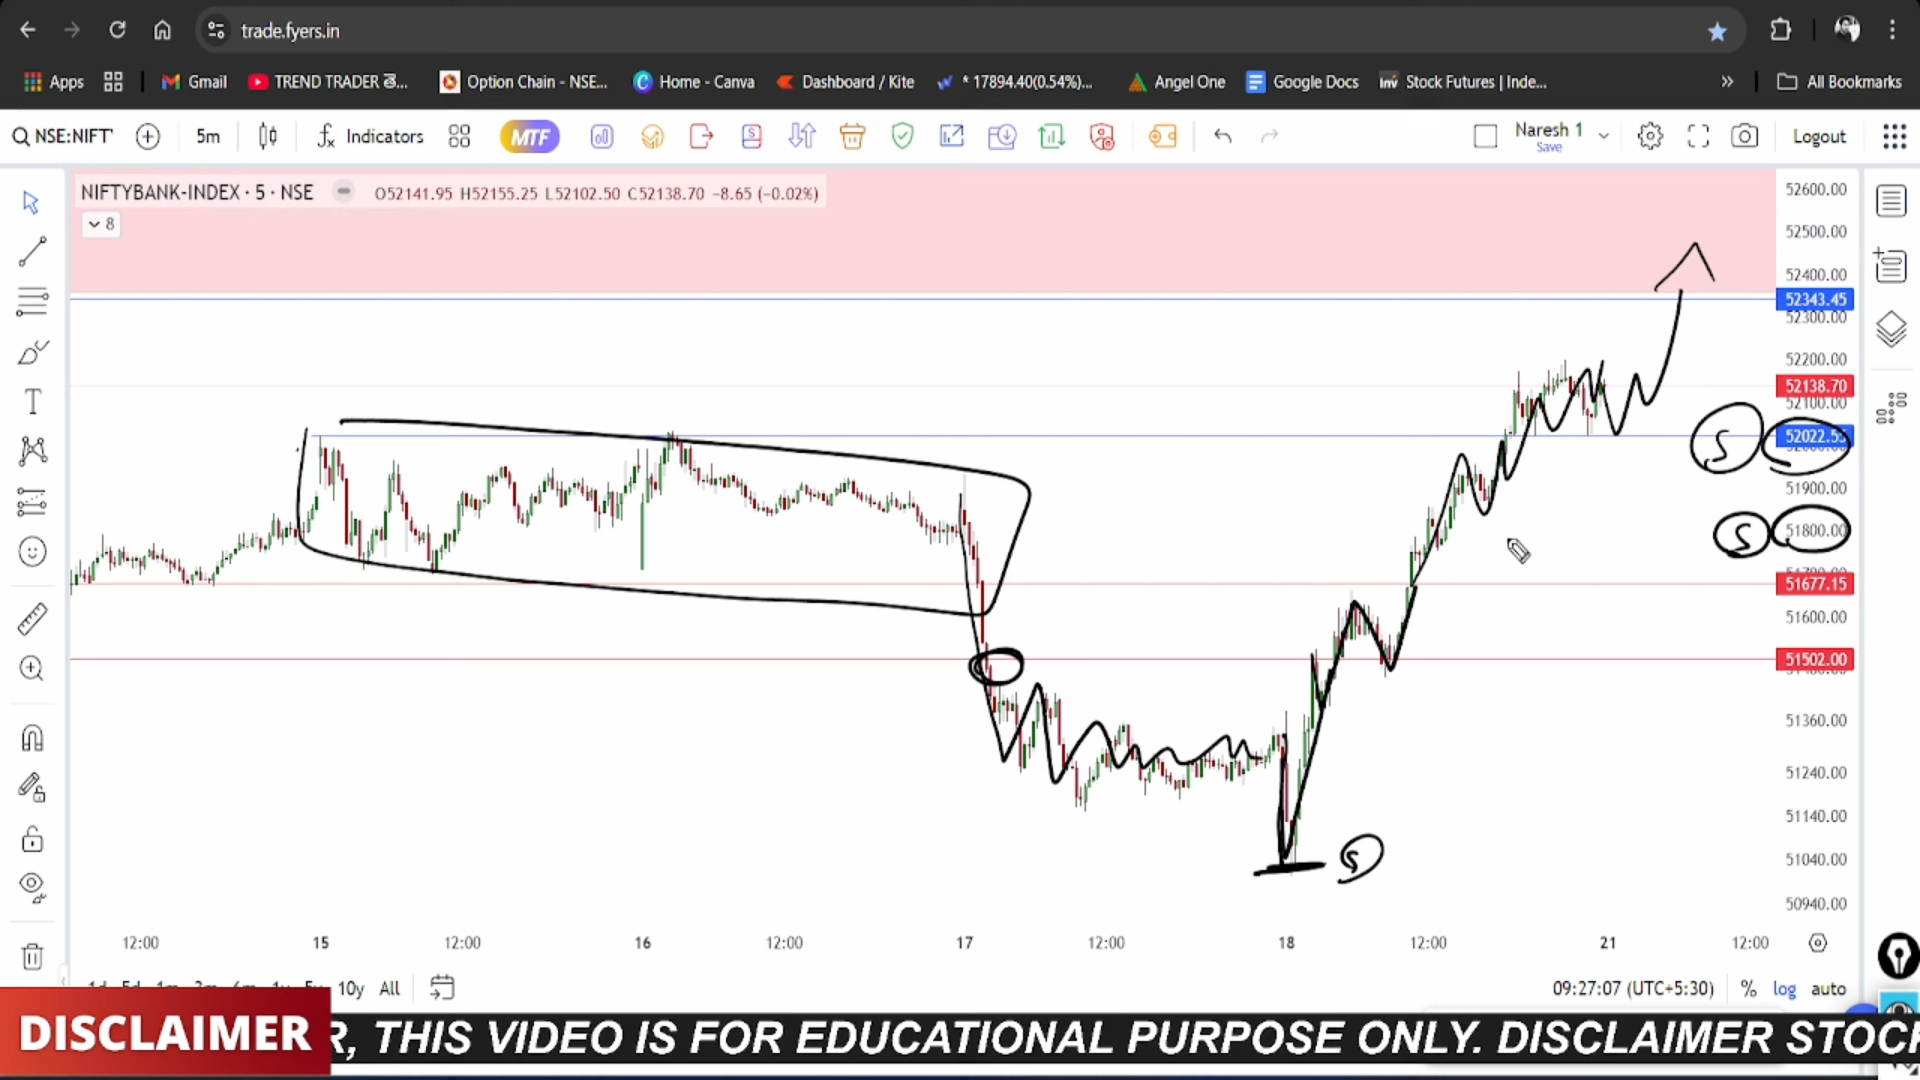 trade.fyers.in
Apps Gmail TREND TRADER Option Chain - NSE... Home - Canva Dashboard / Kite * 17894.40(0.54%)... Angel One Google Docs Stock Futures | Inde... » All Bookmarks
NSE:NIFT 5m Indicators MTF Naresh 1 Logout
Save
NIFTYBANK-INDEX · 5 · NSE O52141.95 H52155.25 L52102.50 C52138.70 −8.65 (−0.02%)
8
52600.00
52500.00
52400.00
52343.45
52300.00
52200.00
52138.70
52100.00
S 52022.55
51900.00
S 51800.00
51677.15
51600.00
51502.00
51360.00
51240.00
51140.00
S
51040.00
50940.00
12:00 15 12:00 16 12:00 17 12:00 18 12:00 21 12:00
10y All 09:27:07 (UTC+5:30) % log auto
DISCLAIMER R, THIS VIDEO IS FOR EDUCATIONAL PURPOSE ONLY. DISCLAIMER STOC